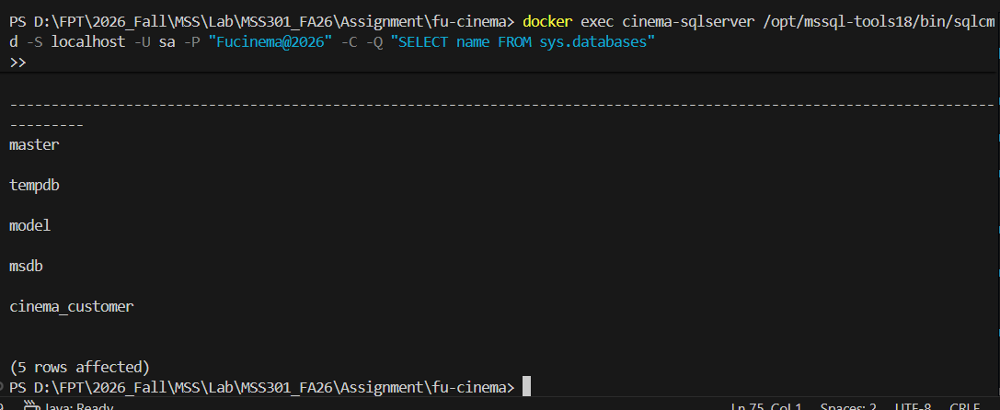 PS D:\FPT\2026_Fall\MSS\Lab\MSS301_FA26\Assignment\fu-cinema> docker exec cinema-sqlserver /opt/mssql-tools18/bin/sqlcm
d -S localhost -U sa -P "Fucinema@2026" -C -Q "SELECT name FROM sys.databases"
>>
------------------------------------------------------------------------------------------------------------------------
---------
master
tempdb
model
msdb
cinema_customer
(5 rows affected)
PS D:\FPT\2026_Fall\MSS\Lab\MSS301_FA26\Assignment\fu-cinema>
Java: Ready Ln 75, Col 1 Spaces: 2 UTF-8 CRLF